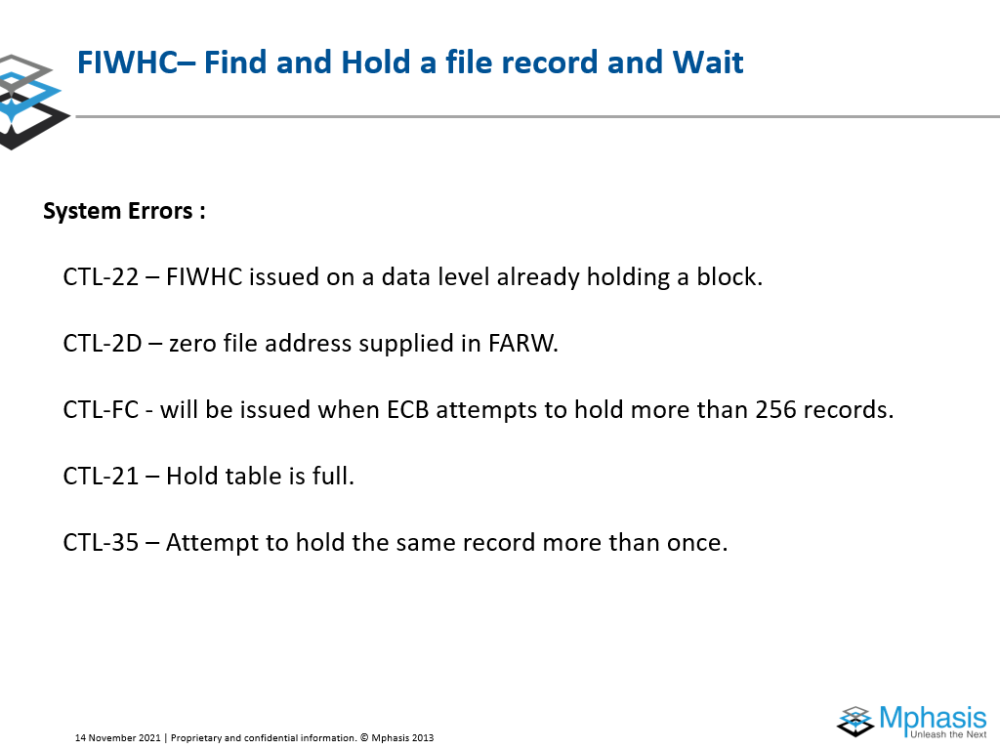 FIWHC– Find and Hold a file record and Wait
System Errors :
CTL-22 – FIWHC issued on a data level already holding a block.
CTL-2D – zero file address supplied in FARW.
CTL-FC - will be issued when ECB attempts to hold more than 256 records.
CTL-21 – Hold table is full.
CTL-35 – Attempt to hold the same record more than once.
14 November 2021 | Proprietary and confidential information. © Mphasis 2013
Mphasis
Unleash the Next